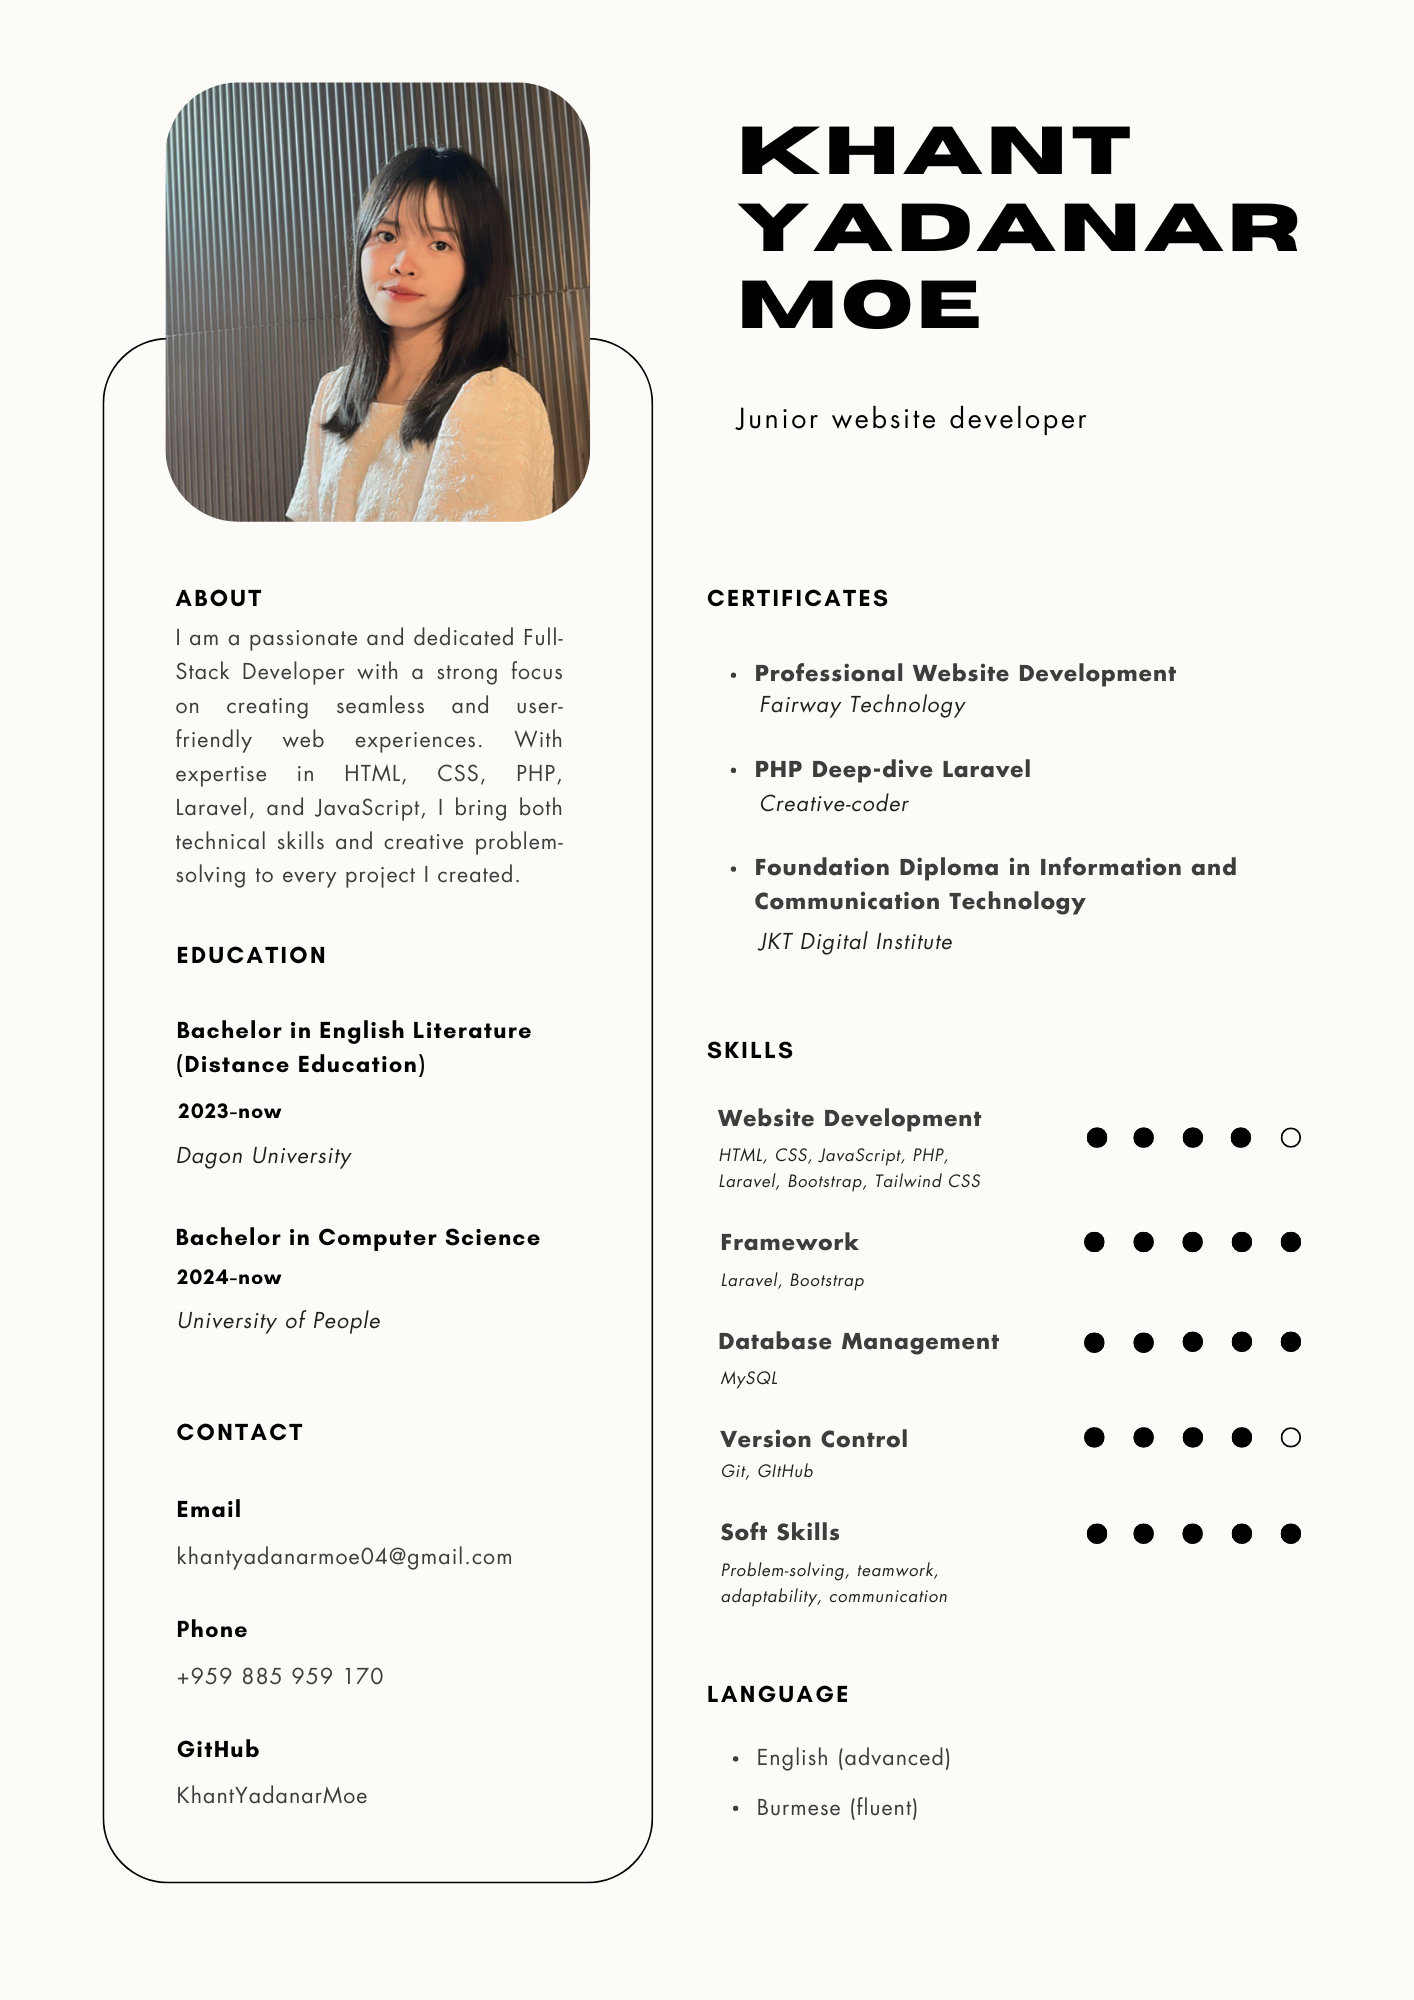 KHANT
YADANAR
MOE
Junior website developer
ABOUT
I am a passionate and dedicated Full-
Stack Developer with a strong focus
on creating seamless and user-
friendly web experiences. With
expertise in HTML, CSS, PHP,
Laravel, and JavaScript, I bring both
technical skills and creative problem-
solving to every project I created.
EDUCATION
Bachelor in English Literature
(Distance Education)
2023-now
Dagon University
Bachelor in Computer Science
2024-now
University of People
CONTACT
Email
khantyadanarmoe04@gmail.com
Phone
+959 885 959 170
GitHub
KhantYadanarMoe
CERTIFICATES
• Professional Website Development
Fairway Technology
• PHP Deep-dive Laravel
Creative-coder
• Foundation Diploma in Information and
Communication Technology
JKT Digital Institute
SKILLS
Website Development
HTML, CSS, JavaScript, PHP,
Laravel, Bootstrap, Tailwind CSS
Framework
Laravel, Bootstrap
Database Management
MySQL
Version Control
Git, GItHub
Soft Skills
Problem-solving, teamwork,
adaptability, communication
LANGUAGE
• English (advanced)
• Burmese (fluent)